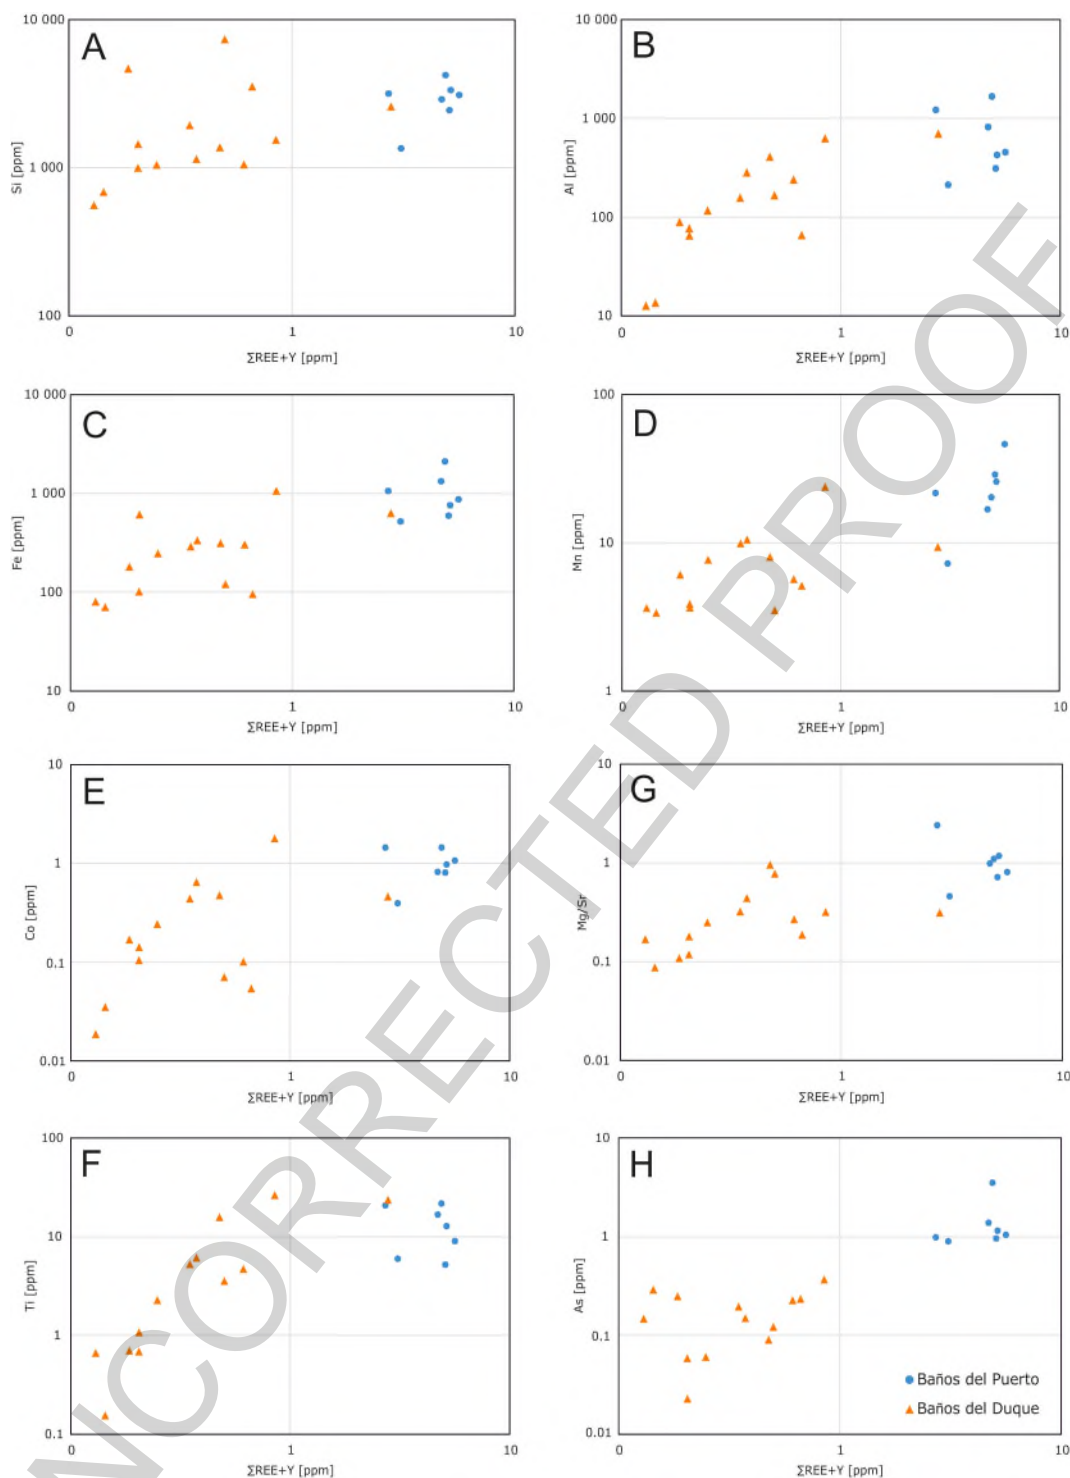 A
10 000
1 000
100
Si [ppm]
0 1 10
ΣREE+Y [ppm]
B
10 000
1 000
100
10
Al [ppm]
0 1 10
ΣREE+Y [ppm]
C
10 000
1 000
100
10
Fe [ppm]
0 1 10
ΣREE+Y [ppm]
D
100
10
1
Mn [ppm]
0 1 10
ΣREE+Y [ppm]
E
10
1
0.1
0.01
Co [ppm]
0 1 10
ΣREE+Y [ppm]
G
10
1
0.1
0.01
Mg/Sr
0 1 10
ΣREE+Y [ppm]
F
100
10
1
0.1
Ti [ppm]
0 1 10
ΣREE+Y [ppm]
H
10
1
0.1
0.01
As [ppm]
0 1 10
ΣREE+Y [ppm]
Baños del Puerto
Baños del Duque
NCORRECTED PROOF